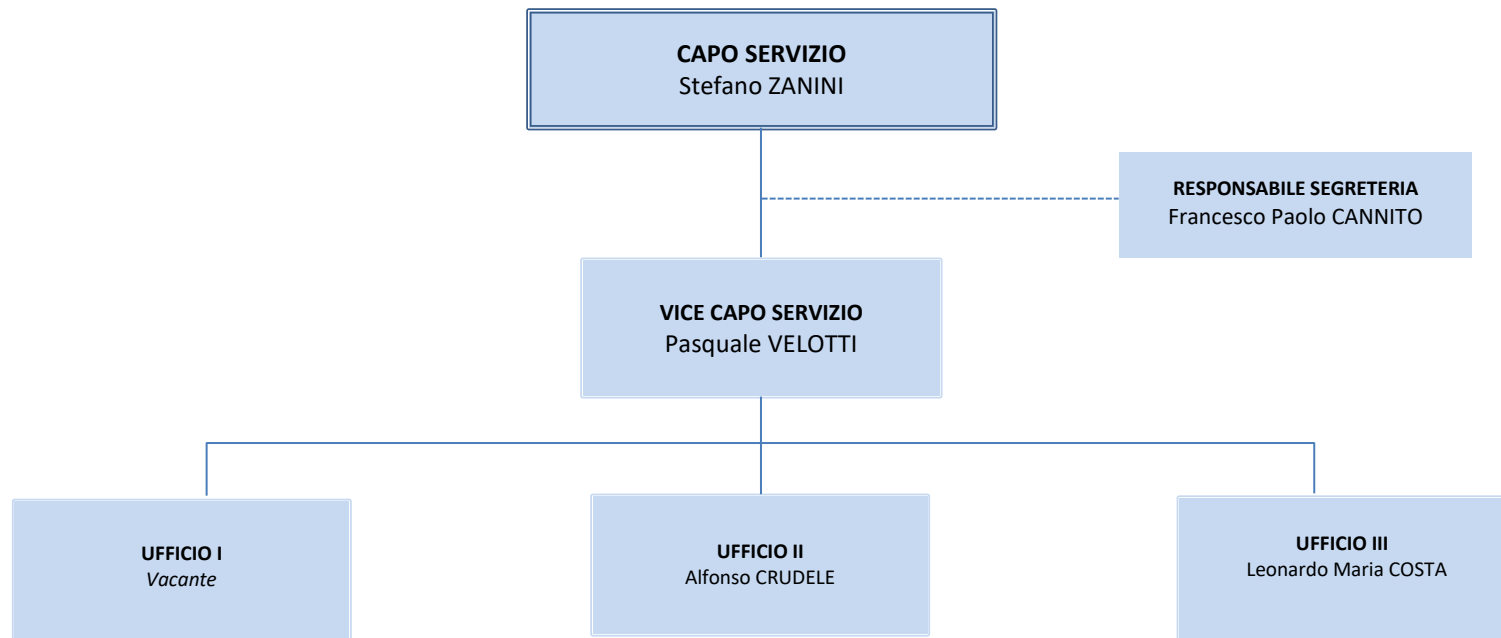 CAPO SERVIZIO
Stefano ZANINI
RESPONSABILE SEGRETERIA
Francesco Paolo CANNITO
VICE CAPO SERVIZIO
Pasquale VELOTTI
UFFICIO I
Vacante
UFFICIO II
Alfonso CRUDELE
UFFICIO III
Leonardo Maria COSTA